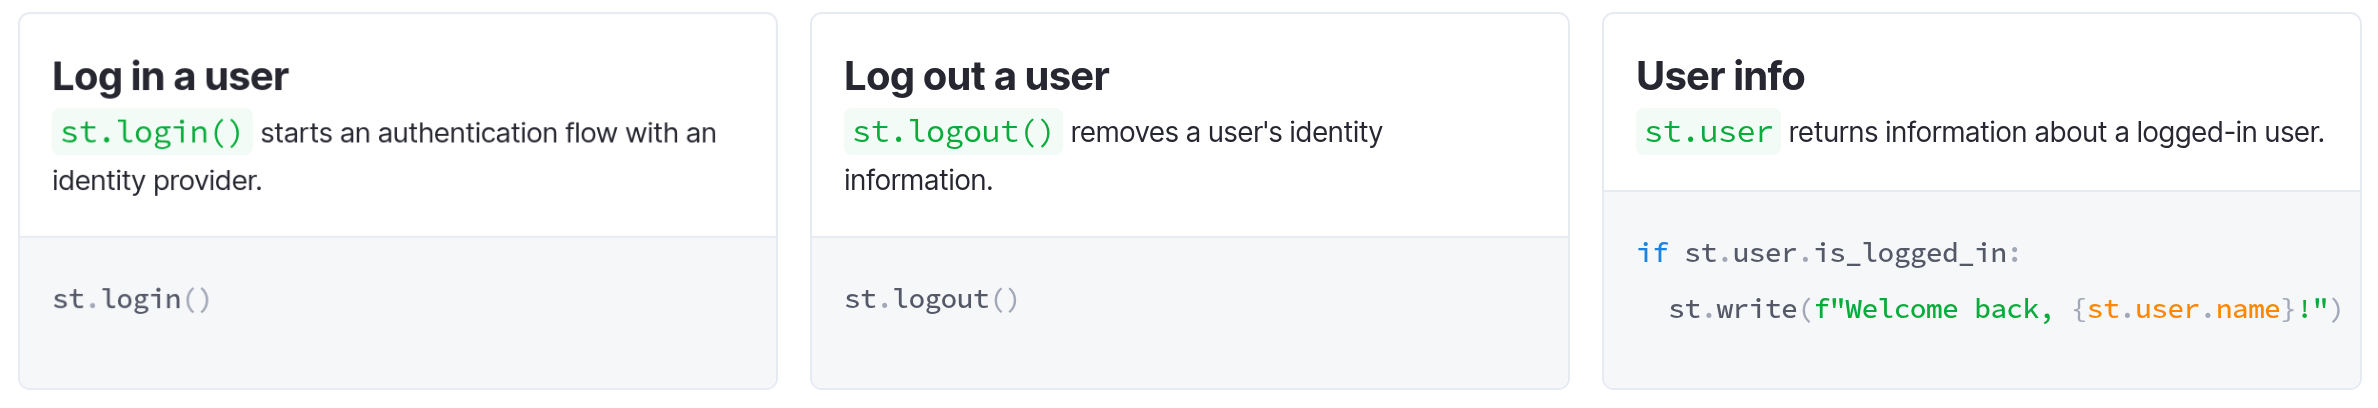 Log in a user
st.login() starts an authentication flow with an
identity provider.
st.login()
Log out a user
st.logout() removes a user's identity
information.
st.logout()
User info
st.user returns information about a logged-in user.
if st.user.is_logged_in:
  st.write(f"Welcome back, {st.user.name}!")